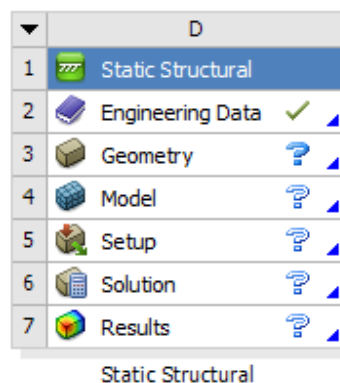 D
1 Static Structural
2 Engineering Data
3 Geometry ?
4 Model ?
5 Setup ?
6 Solution ?
7 Results ?
Static Structural